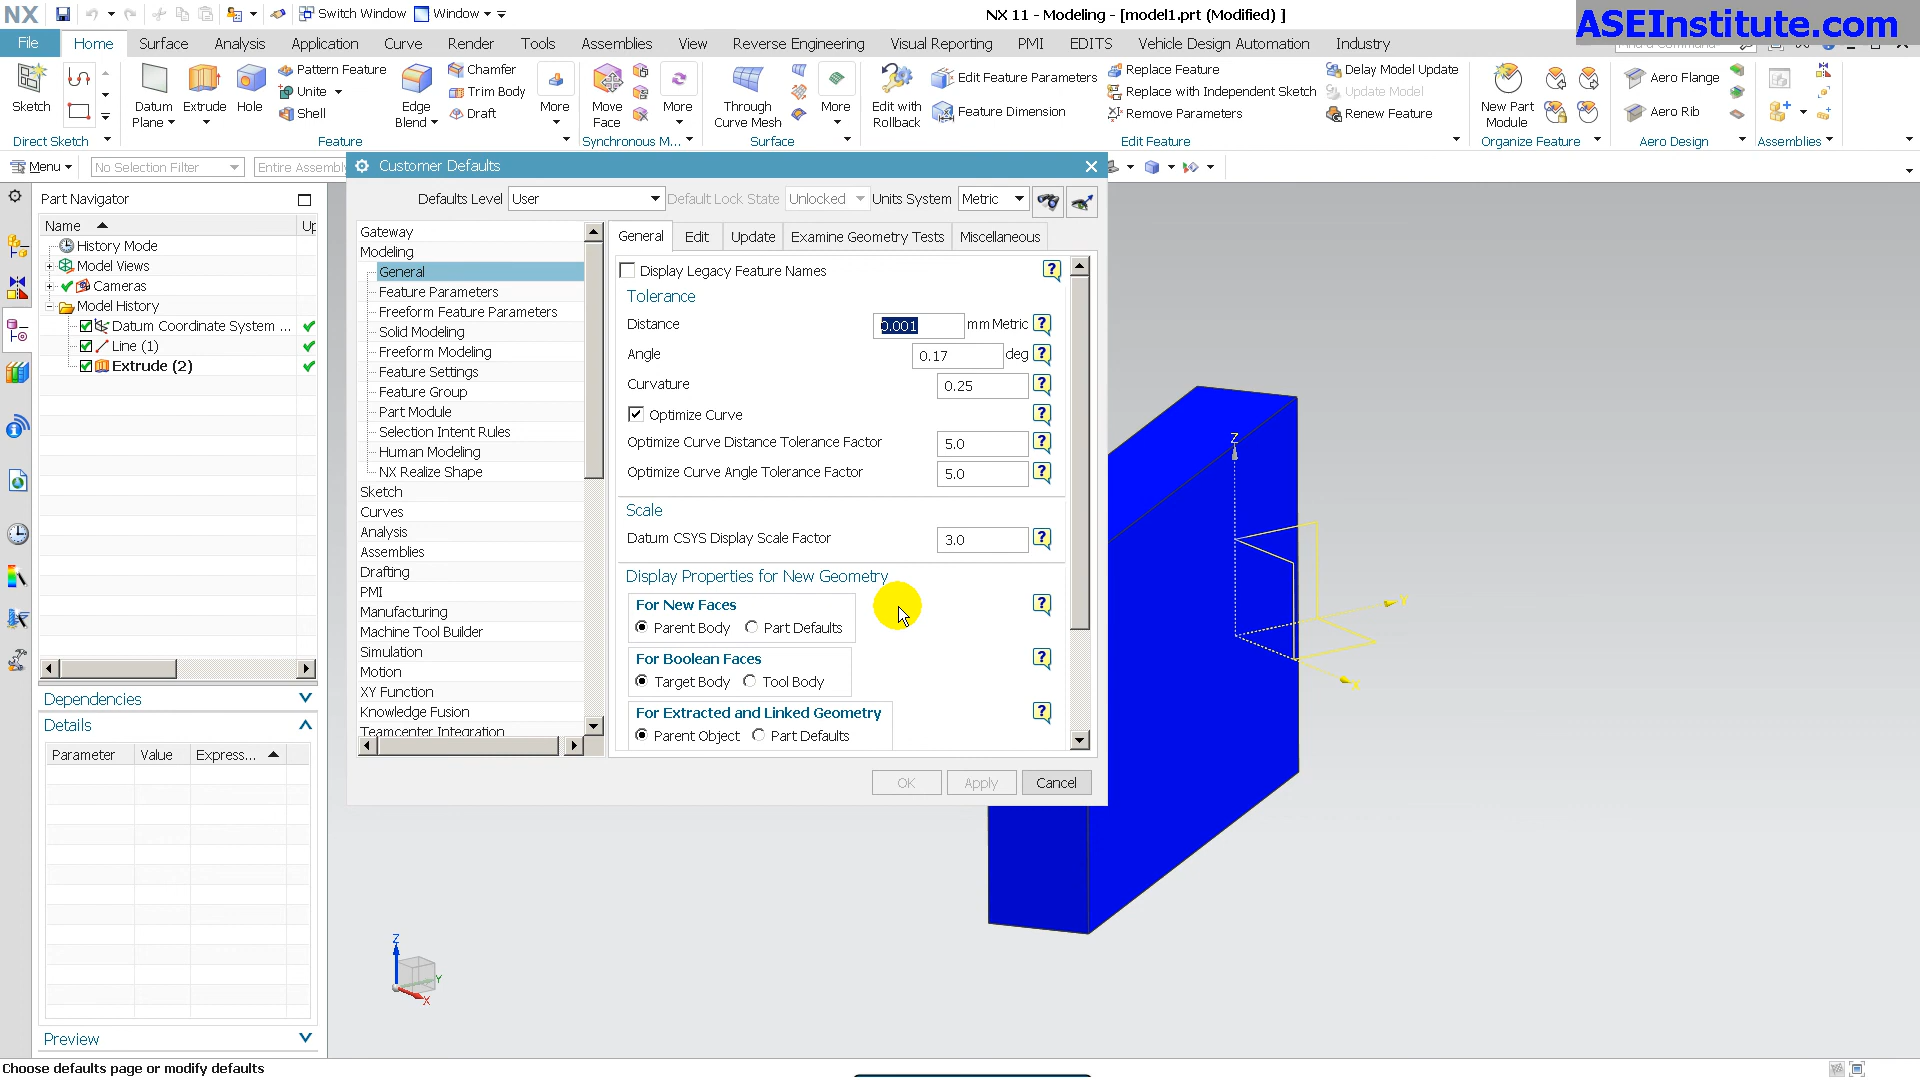 NX
Switch Window
Window
NX 11 - Modeling - [model1.prt (Modified) ]
ASEInstitute.com
File
Home
Surface
Analysis
Application
Curve
Render
Tools
Assemblies
View
Reverse Engineering
Visual Reporting
PMI
EDITS
Vehicle Design Automation
Industry
Sketch
Datum Plane
Extrude
Hole
Pattern Feature
Unite
Shell
Edge Blend
Chamfer
Trim Body
Draft
More
Move Face
More
Through Curve Mesh
More
Edit with Rollback
Edit Feature Parameters
Feature Dimension
Replace Feature
Replace with Independent Sketch
Remove Parameters
Delay Model Update
Update Model
Renew Feature
New Part Module
Aero Flange
Aero Rib
Direct Sketch
Feature
Synchronous M...
Surface
Edit Feature
Organize Feature
Aero Design
Assemblies
Menu
No Selection Filter
Entire Assembly
Part Navigator
Name
Up
History Mode
Model Views
Cameras
Model History
Datum Coordinate System ...
Line (1)
Extrude (2)
Dependencies
Details
Parameter
Value
Express...
Preview
Customer Defaults
Defaults Level
User
Default Lock State
Unlocked
Units System
Metric
Gateway
Modeling
General
Feature Parameters
Freeform Feature Parameters
Solid Modeling
Freeform Modeling
Feature Settings
Feature Group
Part Module
Selection Intent Rules
Human Modeling
NX Realize Shape
Sketch
Curves
Analysis
Assemblies
Drafting
PMI
Manufacturing
Machine Tool Builder
Simulation
Motion
XY Function
Knowledge Fusion
Teamcenter Integration
General
Edit
Update
Examine Geometry Tests
Miscellaneous
Display Legacy Feature Names
Tolerance
Distance
0.001
mm Metric
Angle
0.17
deg
Curvature
0.25
Optimize Curve
Optimize Curve Distance Tolerance Factor
5.0
Optimize Curve Angle Tolerance Factor
5.0
Scale
Datum CSYS Display Scale Factor
3.0
Display Properties for New Geometry
For New Faces
Parent Body
Part Defaults
For Boolean Faces
Target Body
Tool Body
For Extracted and Linked Geometry
Parent Object
Part Defaults
OK
Apply
Cancel
Z
Y
X
Z
Y
X
Choose defaults page or modify defaults